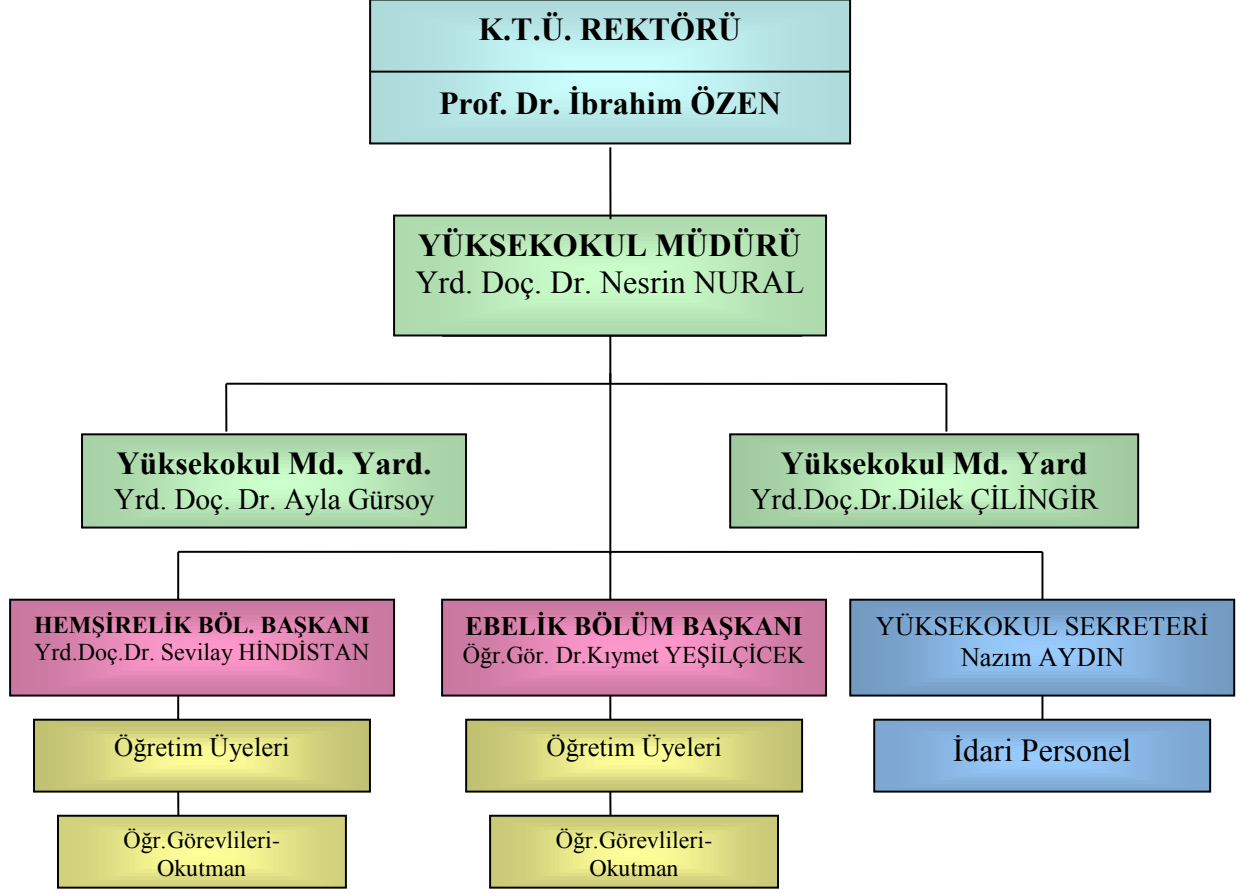 K.T.Ü. REKTÖRÜ
Prof. Dr. İbrahim ÖZEN
YÜKSEKOKUL MÜDÜRÜ
Yrd. Doç. Dr. Nesrin NURAL
Yüksekokul Md. Yard.
Yrd. Doç. Dr. Ayla Gürsoy
Yüksekokul Md. Yard
Yrd.Doç.Dr.Dilek ÇİLİNGİR
HEMŞİRELİK BÖL. BAŞKANI
Yrd.Doç.Dr. Sevilay HİNDİSTAN
EBELİK BÖLÜM BAŞKANI
Öğr.Gör. Dr.Kıymet YEŞİLÇİCEK
YÜKSEKOKUL SEKRETERİ
Nazım AYDIN
Öğretim Üyeleri
Öğretim Üyeleri
İdari Personel
Öğr.Görevlileri-
Okutman
Öğr.Görevlileri-
Okutman